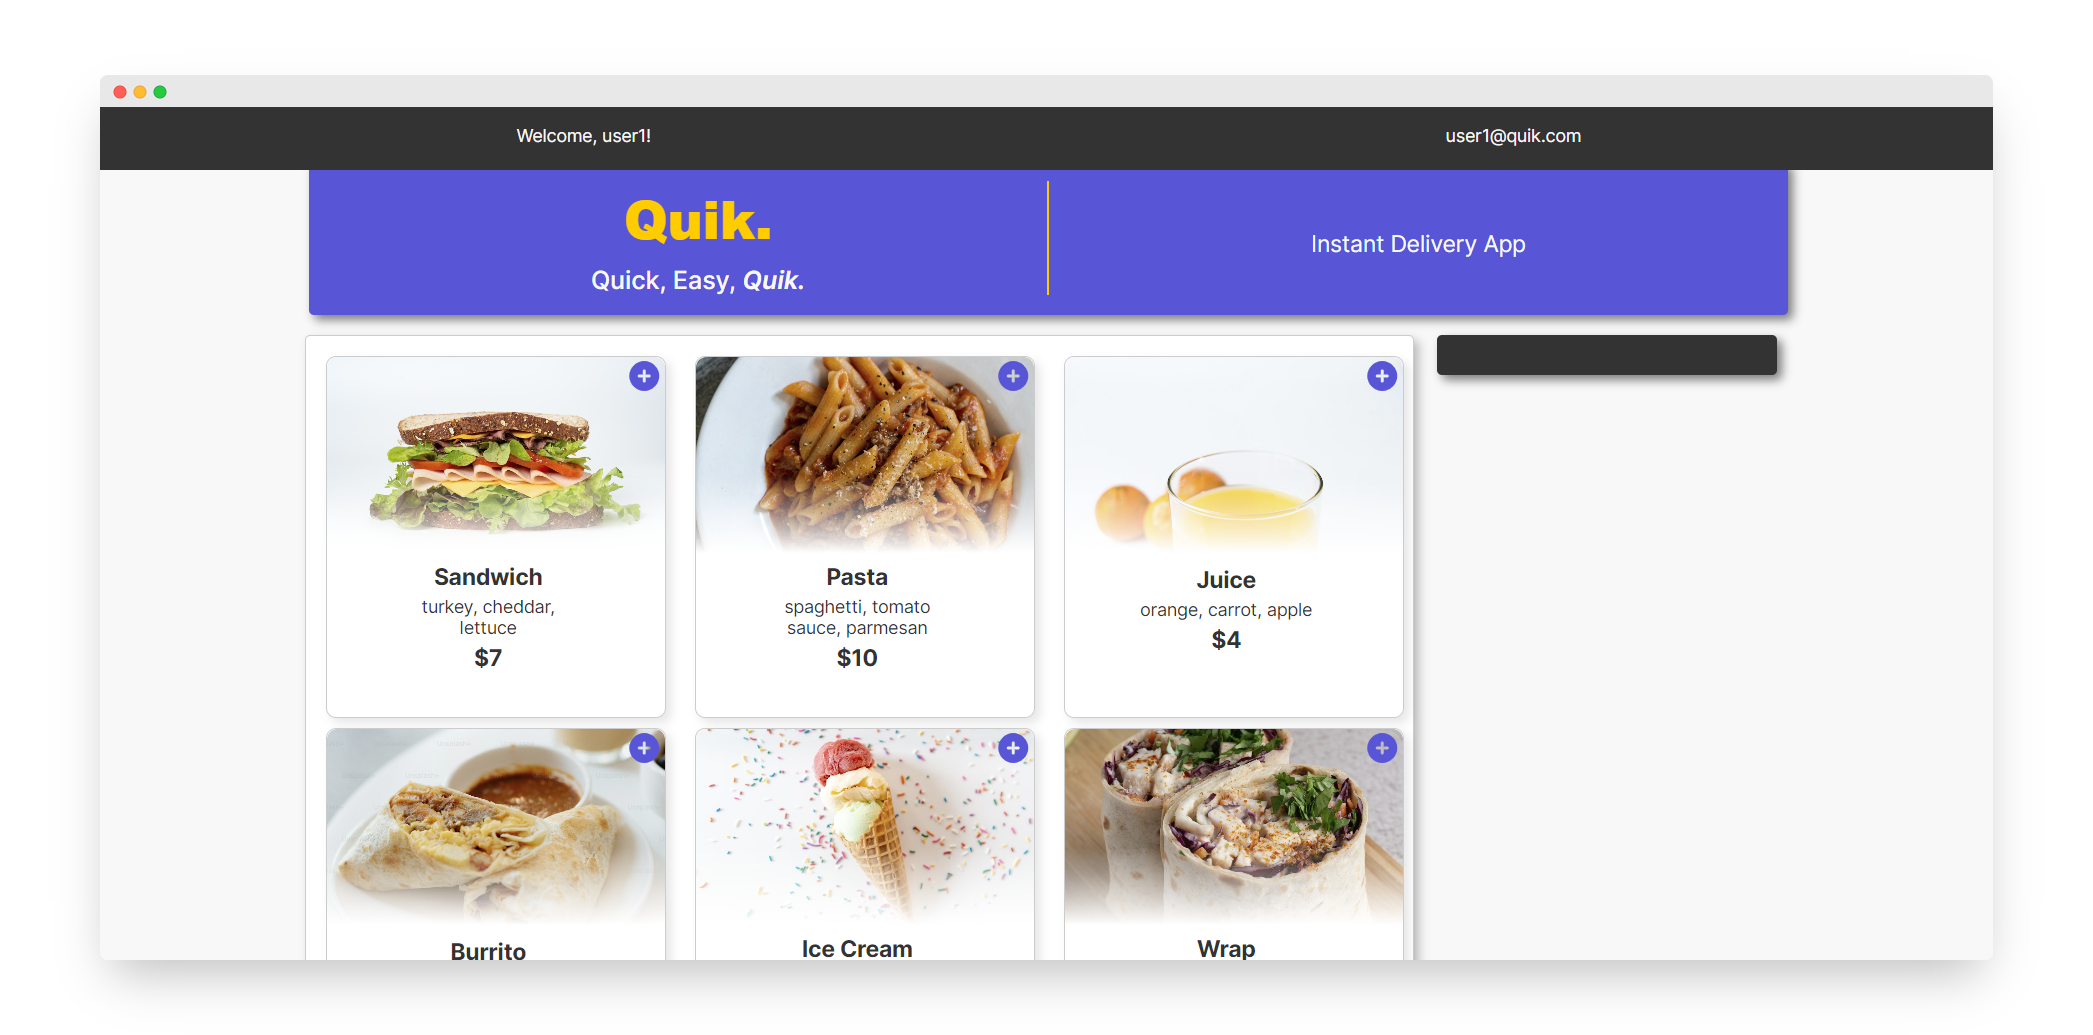 Welcome, user1!
user1@quik.com
Quik.
Quick, Easy, Quik.
Instant Delivery App
Sandwich
turkey, cheddar,
lettuce
$7
Pasta
spaghetti, tomato
sauce, parmesan
$10
Juice
orange, carrot, apple
$4
Burrito
Ice Cream
Wrap